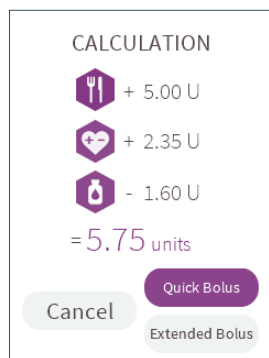 CALCULATION
+ 5.00 U
+ 2.35 U
- 1.60 U
= 5.75 units
Quick Bolus
Cancel
Extended Bolus